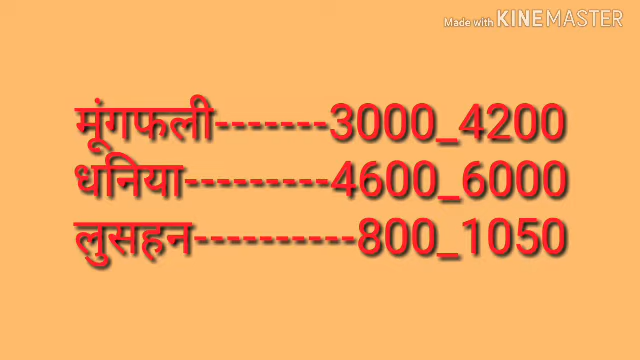 Made with KINEMASTER
मूंगफली-------3000_4200
धनिया---------4600_6000
लुसहन----------800_1050